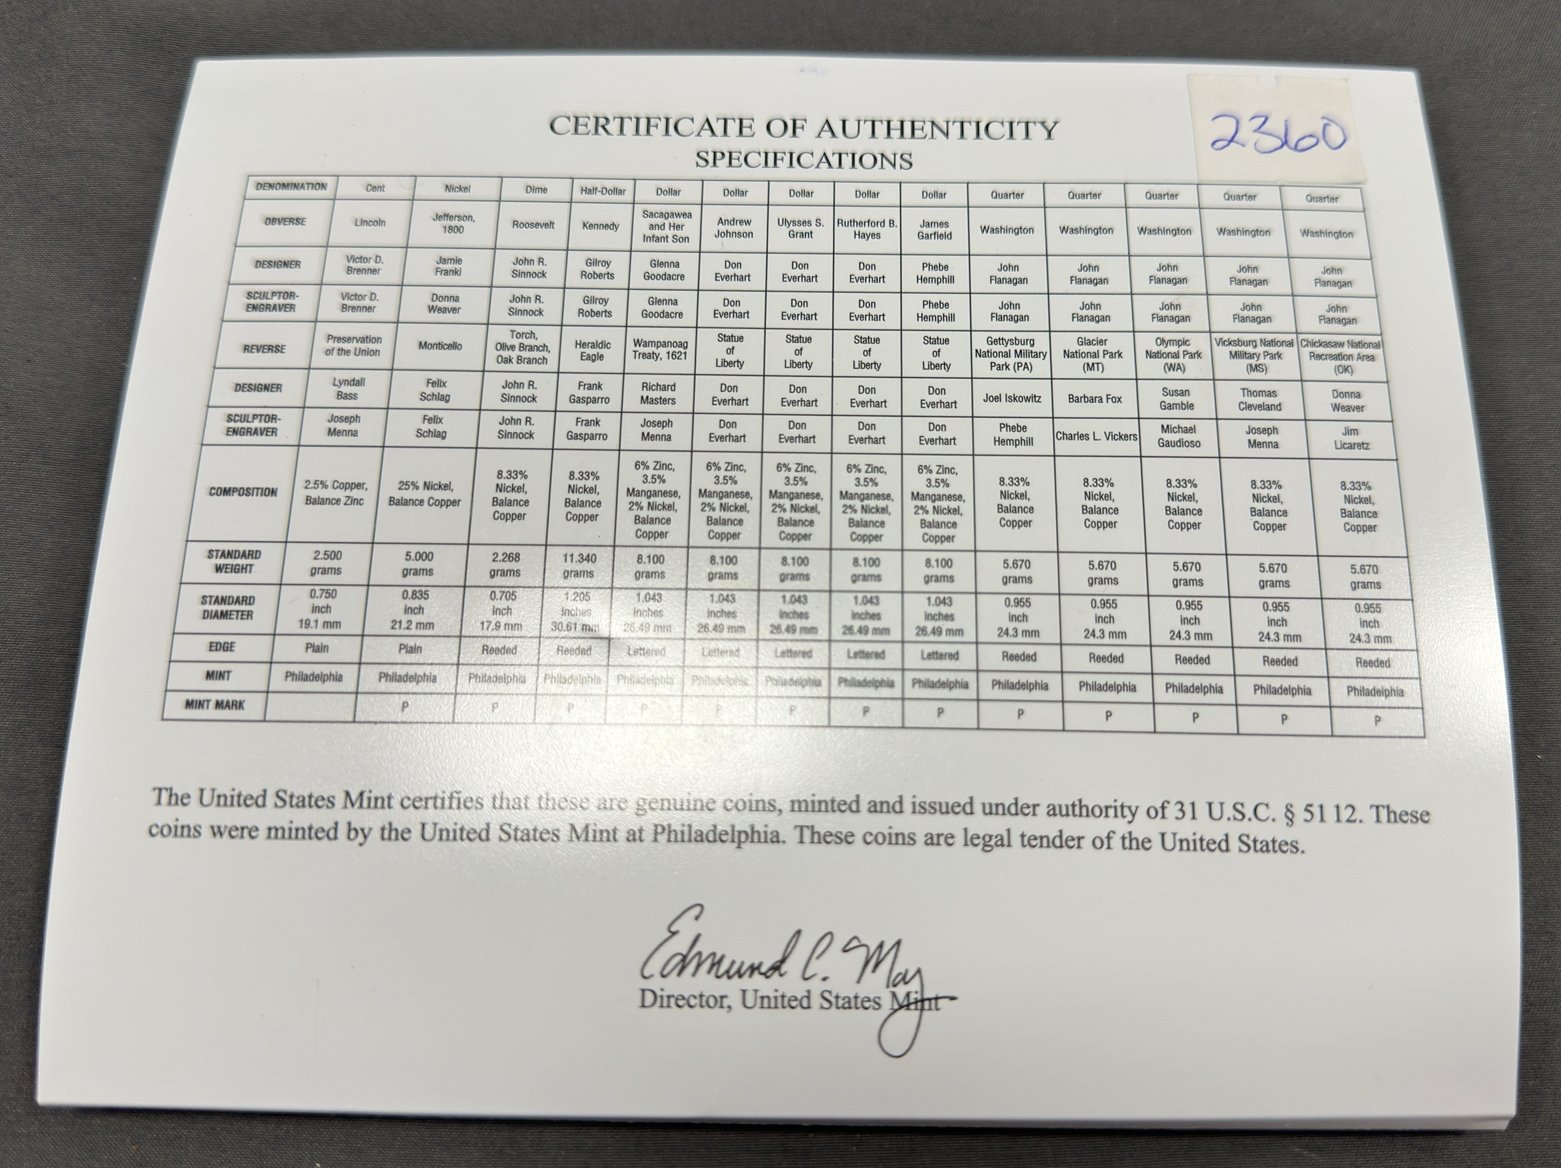 2360
CERTIFICATE OF AUTHENTICITY
SPECIFICATIONS
DENOMINATION Cent Nickel Dime Half-Dollar Dollar Dollar Dollar Dollar Dollar Quarter Quarter Quarter Quarter Quarter
OBVERSE Lincoln Jefferson, 1800 Roosevelt Kennedy Sacagawea and Her Infant Son Andrew Johnson Ulysses S. Grant Rutherford B. Hayes James Garfield Washington Washington Washington Washington Washington
DESIGNER Victor D. Brenner Jamie Franki John R. Sinnock Gilroy Roberts Glenna Goodacre Don Everhart Don Everhart Don Everhart Phebe Hemphill John Flanagan John Flanagan John Flanagan John Flanagan John Flanagan
SCULPTOR-ENGRAVER Victor D. Brenner Donna Weaver John R. Sinnock Gilroy Roberts Glenna Goodacre Don Everhart Don Everhart Don Everhart Phebe Hemphill John Flanagan John Flanagan John Flanagan John Flanagan John Flanagan
REVERSE Preservation of the Union Monticello Torch, Olive Branch, Oak Branch Heraldic Eagle Wampanoag Treaty, 1621 Statue of Liberty Statue of Liberty Statue of Liberty Statue of Liberty Gettysburg National Military Park (PA) Glacier National Park (MT) Olympic National Park (WA) Vicksburg National Military Park (MS) Chickasaw National Recreation Area (OK)
DESIGNER Lyndall Bass Felix Schlag John R. Sinnock Frank Gasparro Richard Masters Don Everhart Don Everhart Don Everhart Don Everhart Joel Iskowitz Barbara Fox Susan Gamble Thomas Cleveland Donna Weaver
SCULPTOR-ENGRAVER Joseph Menna Felix Schlag John R. Sinnock Frank Gasparro Joseph Menna Don Everhart Don Everhart Don Everhart Don Everhart Phebe Hemphill Charles L. Vickers Michael Gaudioso Joseph Menna Jim Licaretz
COMPOSITION 2.5% Copper, Balance Zinc 25% Nickel, Balance Copper 8.33% Nickel, Balance Copper 8.33% Nickel, Balance Copper 6% Zinc, 3.5% Manganese, 2% Nickel, Balance Copper 6% Zinc, 3.5% Manganese, 2% Nickel, Balance Copper 6% Zinc, 3.5% Manganese, 2% Nickel, Balance Copper 6% Zinc, 3.5% Manganese, 2% Nickel, Balance Copper 6% Zinc, 3.5% Manganese, 2% Nickel, Balance Copper 8.33% Nickel, Balance Copper 8.33% Nickel, Balance Copper 8.33% Nickel, Balance Copper 8.33% Nickel, Balance Copper 8.33% Nickel, Balance Copper
STANDARD WEIGHT 2.500 grams 5.000 grams 2.268 grams 11.340 grams 8.100 grams 8.100 grams 8.100 grams 8.100 grams 8.100 grams 5.670 grams 5.670 grams 5.670 grams 5.670 grams 5.670 grams
STANDARD DIAMETER 0.750 inch 19.1 mm 0.835 inch 21.2 mm 0.705 inch 17.9 mm 1.205 inches 30.61 mm 1.043 inches 26.49 mm 1.043 inches 26.49 mm 1.043 inches 26.49 mm 1.043 inches 26.49 mm 1.043 inches 26.49 mm 0.955 inch 24.3 mm 0.955 inch 24.3 mm 0.955 inch 24.3 mm 0.955 inch 24.3 mm 0.955 inch 24.3 mm
EDGE Plain Plain Reeded Reeded Lettered Lettered Lettered Lettered Lettered Reeded Reeded Reeded Reeded Reeded
MINT Philadelphia Philadelphia Philadelphia Philadelphia Philadelphia Philadelphia Philadelphia Philadelphia Philadelphia Philadelphia Philadelphia Philadelphia Philadelphia Philadelphia
MINT MARK P P P P P P P P P P P P P
The United States Mint certifies that these are genuine coins, minted and issued under authority of 31 U.S.C. § 5112. These
coins were minted by the United States Mint at Philadelphia. These coins are legal tender of the United States.
Edmund C. Moy
Director, United States Mint